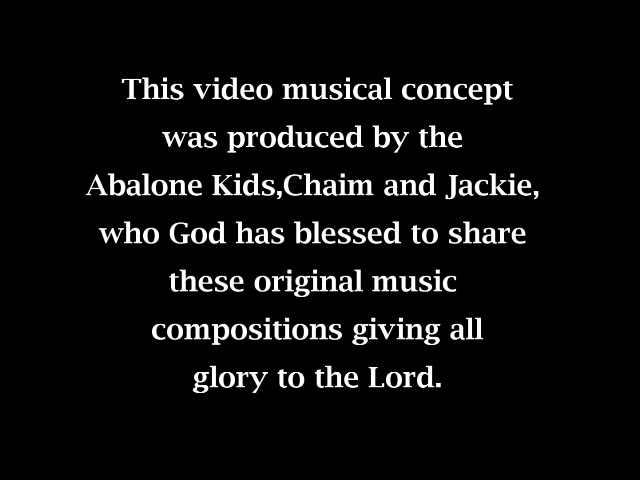 This video musical concept
was produced by the
Abalone Kids,Chaim and Jackie,
who God has blessed to share
these original music
compositions giving all
glory to the Lord.